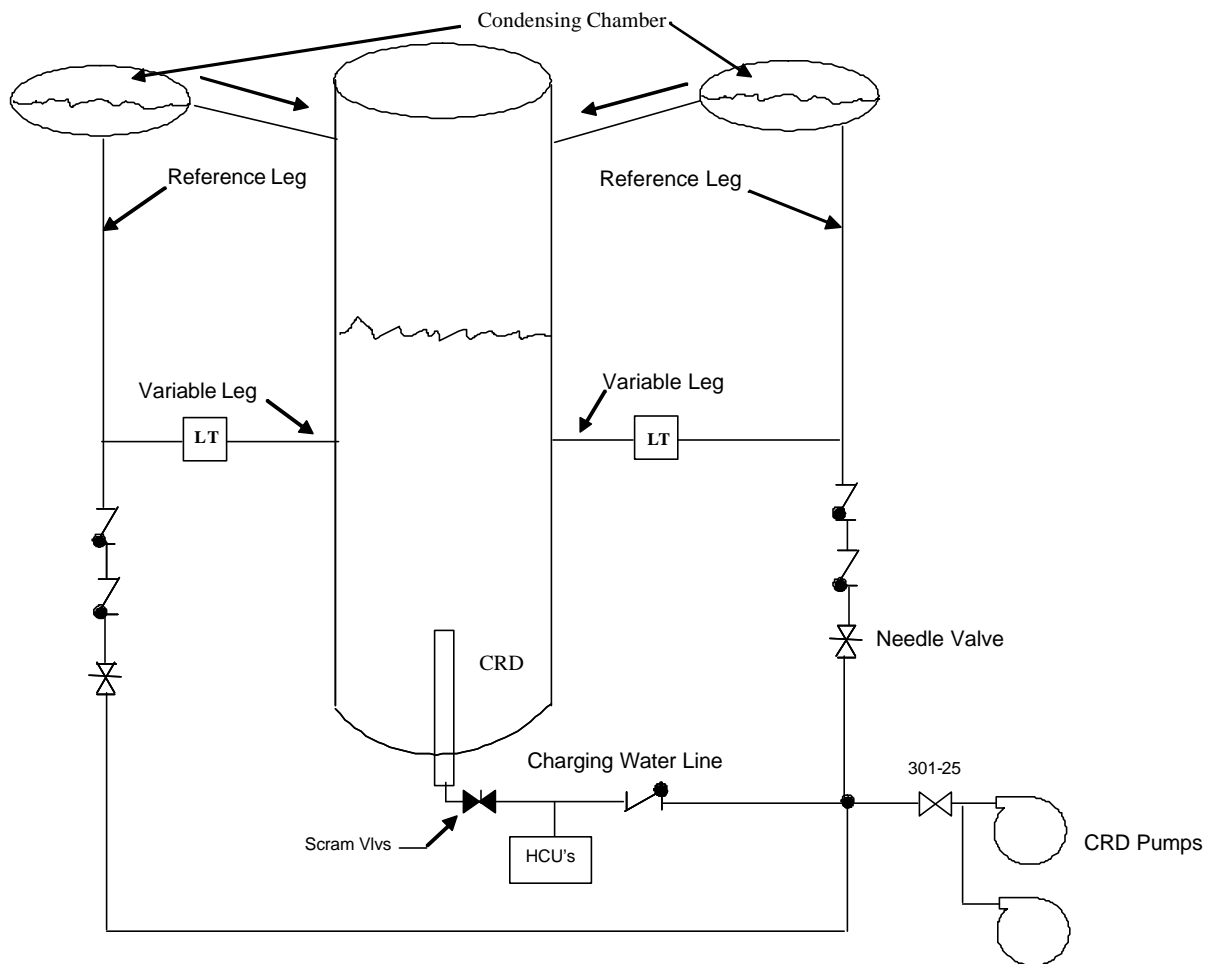 Condensing Chamber
Reference Leg
Reference Leg
Variable Leg
Variable Leg
LT
LT
CRD
Needle Valve
Charging Water Line
301-25
Scram Vlvs
HCU's
CRD Pumps